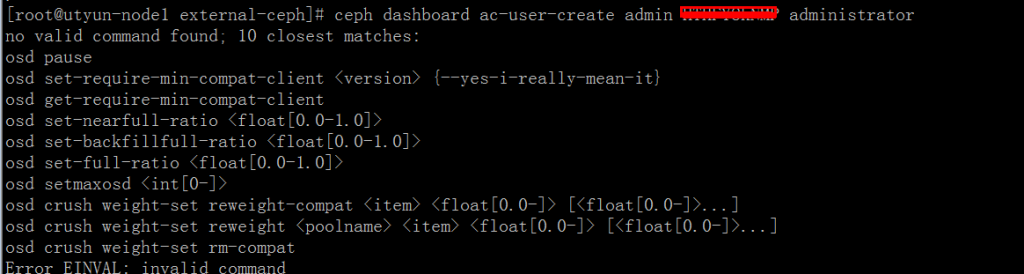 [root@utyun-node1 external-ceph]# ceph dashboard ac-user-create admin administrator
no valid command found; 10 closest matches:
osd pause
osd set-require-min-compat-client <version> {--yes-i-really-mean-it}
osd get-require-min-compat-client
osd set-nearfull-ratio <float[0.0-1.0]>
osd set-backfillfull-ratio <float[0.0-1.0]>
osd set-full-ratio <float[0.0-1.0]>
osd setmaxosd <int[0-]>
osd crush weight-set reweight-compat <item> <float[0.0-]> [<float[0.0-]>...]
osd crush weight-set reweight <poolname> <item> <float[0.0-]> [<float[0.0-]>...]
osd crush weight-set rm-compat
Error EINVAL: invalid command